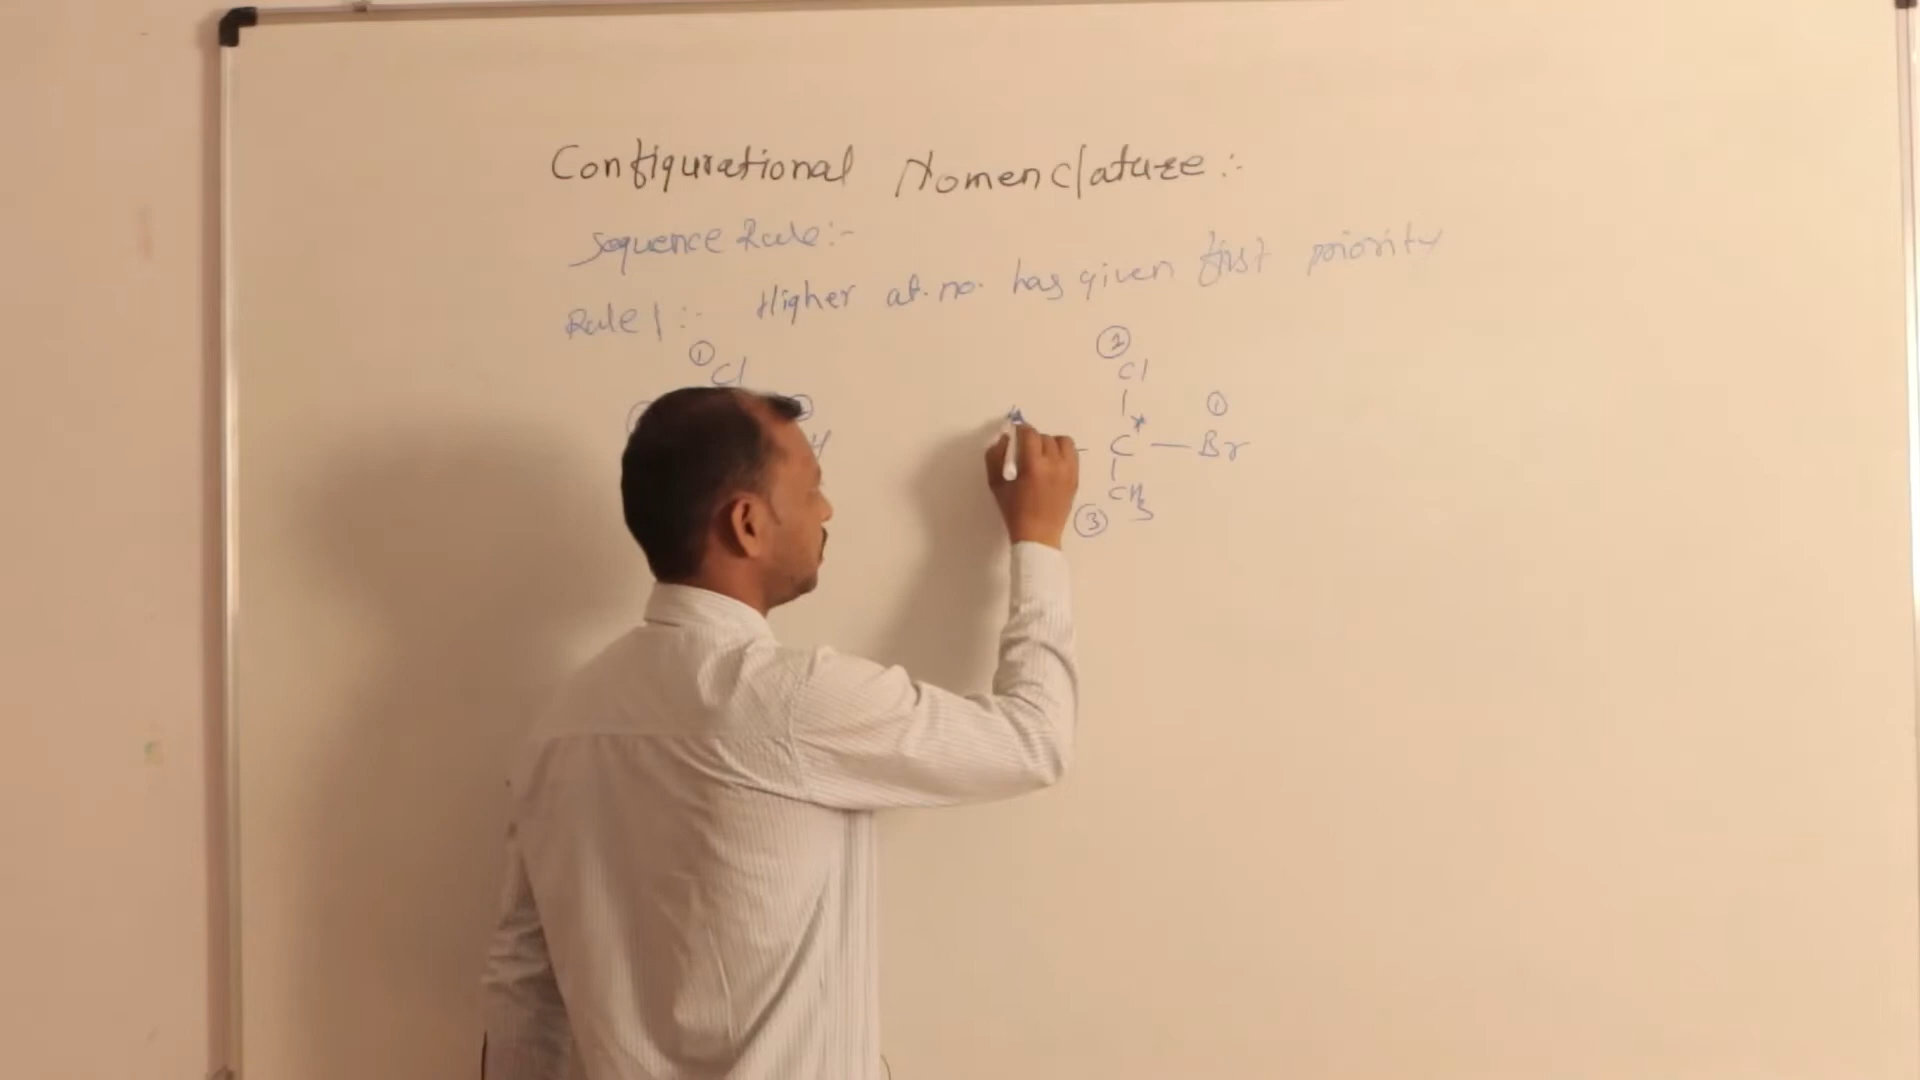 Configurational Nomenclature:-
Sequence Rule:-
Rule 1:- Higher at. no. has given first priority
① Cl
② Cl
C* — Br ①
CH3
③